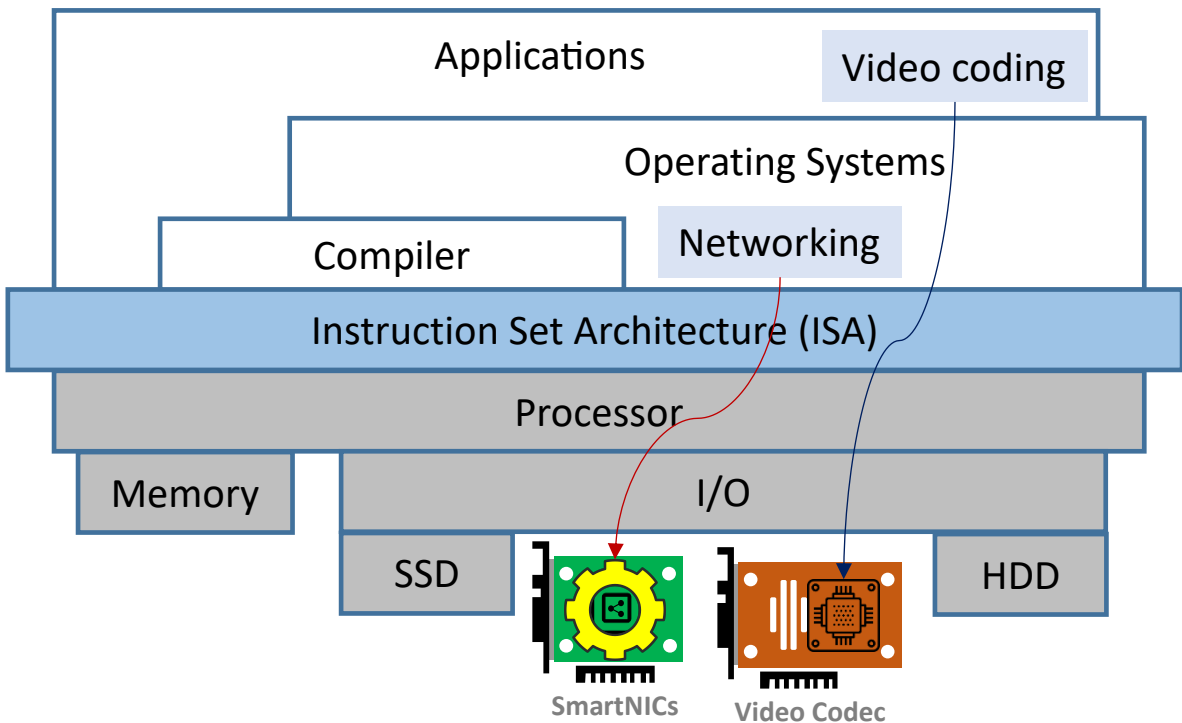 Applications
Video coding
Operating Systems
Networking
Compiler
Instruction Set Architecture (ISA)
Processor
Memory
I/O
SSD
HDD
SmartNICs
Video Codec